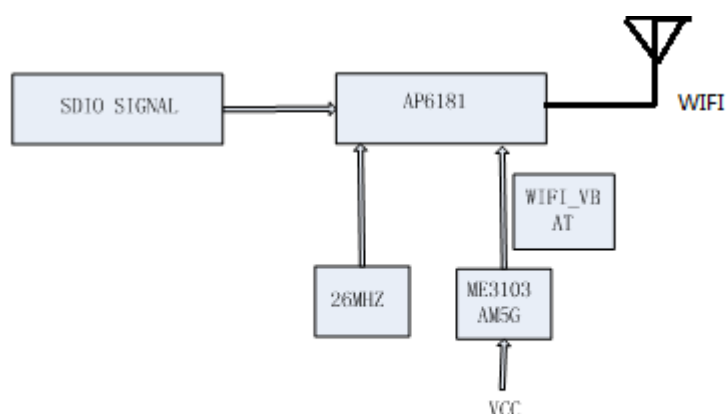 SDIO SIGNAL
AP6181
WIFI
WIFI_VB
AT
26MHZ
ME3103
AM5G
VCC